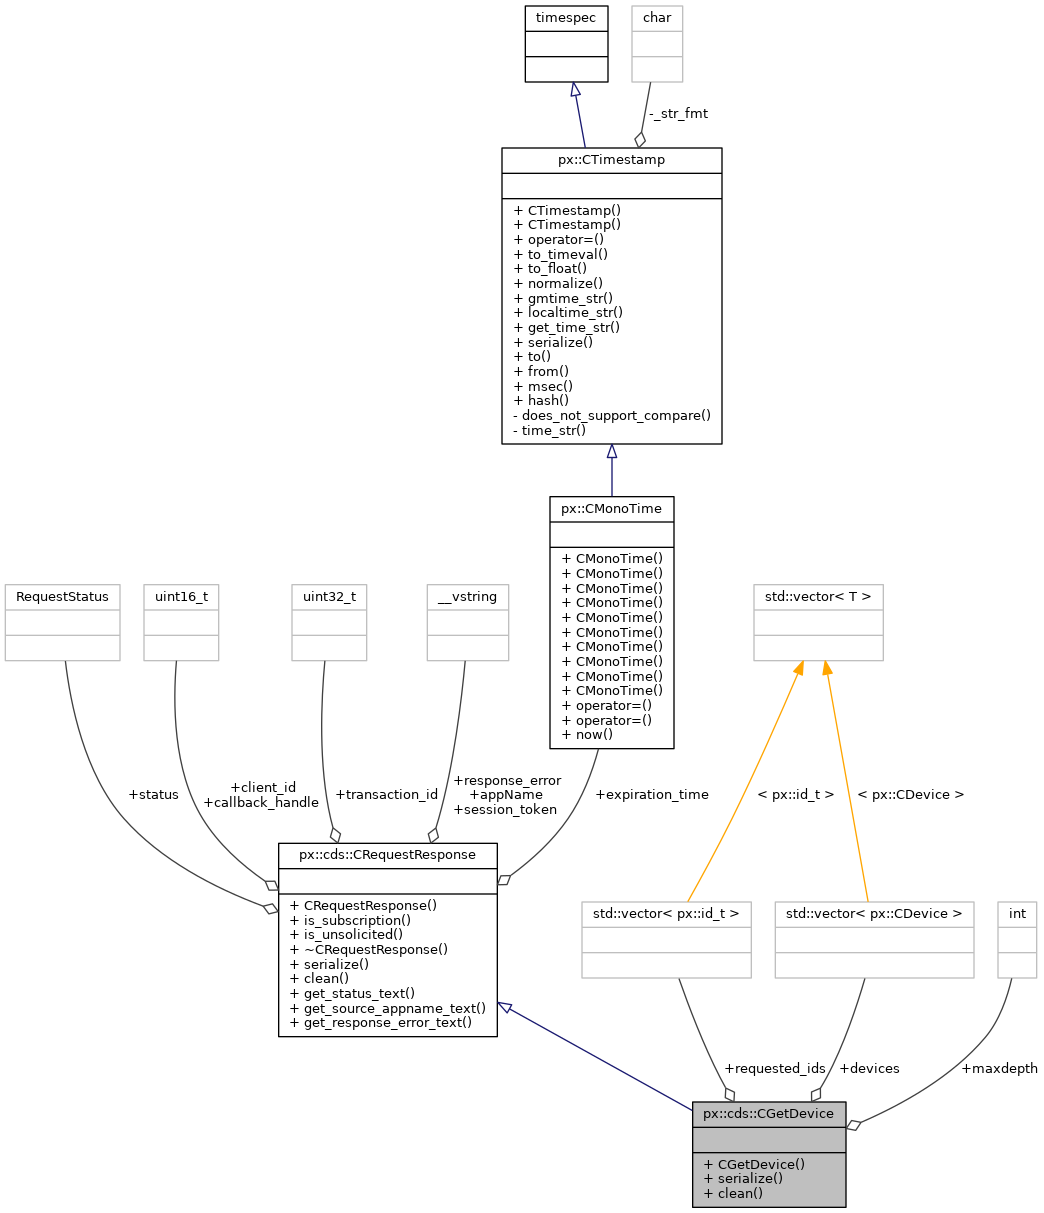 timespec
char
-_str_fmt
px::CTimestamp
+ CTimestamp()
+ CTimestamp()
+ operator=()
+ to_timeval()
+ to_float()
+ normalize()
+ gmtime_str()
+ localtime_str()
+ get_time_str()
+ serialize()
+ to()
+ from()
+ msec()
+ hash()
- does_not_support_compare()
- time_str()
px::CMonoTime
+ CMonoTime()
+ CMonoTime()
+ CMonoTime()
+ CMonoTime()
+ CMonoTime()
+ CMonoTime()
+ CMonoTime()
+ CMonoTime()
+ CMonoTime()
+ CMonoTime()
+ operator=()
+ operator=()
+ now()
RequestStatus
uint16_t
uint32_t
__vstring
std::vector< T >
+status
+client_id
+callback_handle
+transaction_id
+response_error
+appName
+session_token
+expiration_time
< px::id_t >
< px::CDevice >
px::cds::CRequestResponse
+ CRequestResponse()
+ is_subscription()
+ is_unsolicited()
+ ~CRequestResponse()
+ serialize()
+ clean()
+ get_status_text()
+ get_source_appname_text()
+ get_response_error_text()
std::vector< px::id_t >
std::vector< px::CDevice >
int
+requested_ids
+devices
+maxdepth
px::cds::CGetDevice
+ CGetDevice()
+ serialize()
+ clean()